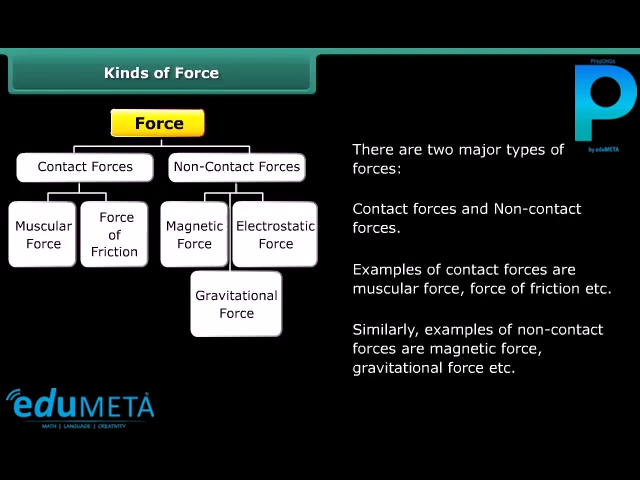 Kinds of Force
Force
Contact Forces
Non-Contact Forces
Muscular
Force
Force
of
Friction
Magnetic
Force
Electrostatic
Force
Gravitational
Force
There are two major types of
forces:
Contact forces and Non-contact
forces.
Examples of contact forces are
muscular force, force of friction etc.
Similarly, examples of non-contact
forces are magnetic force,
gravitational force etc.
by eduMETA
eduMETA
MATH | LANGUAGE | CREATIVITY